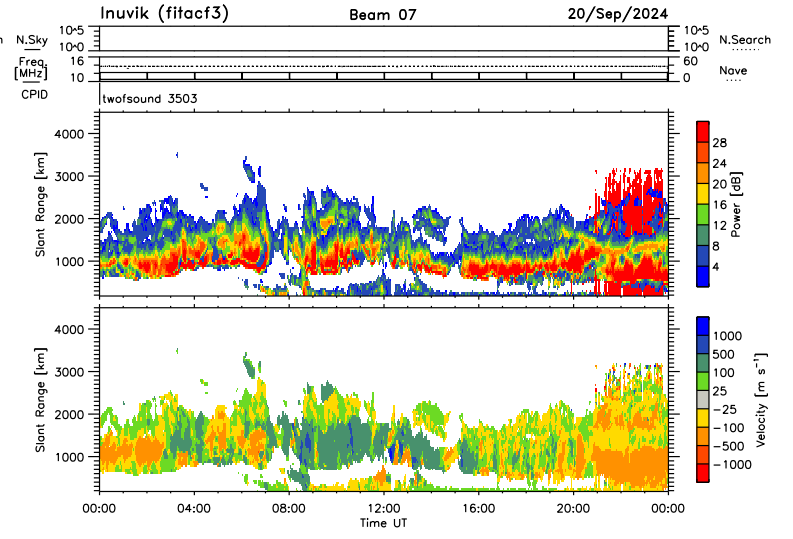 Inuvik (fitacf3) Beam 07 20/Sep/2024
h N.Sky 10^5 10^5 N.Search
10^0 10^0
Freq. 16 60 Nave
[MHz] 10 0
CPID twofsound 3503
4000
3000
2000
1000
Slant Range [km]
28
24
20
16
12
8
4
Power [dB]
4000
3000
2000
1000
Slant Range [km]
1000
500
100
25
-25
-100
-500
-1000
Velocity [m s⁻¹]
00:00 04:00 08:00 12:00 16:00 20:00 00:00
Time UT